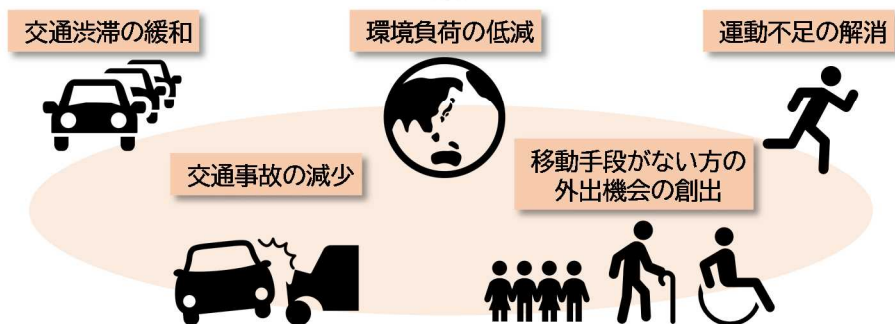 交通渋滞の緩和
環境負荷の低減
運動不足の解消
交通事故の減少
移動手段がない方の
外出機会の創出